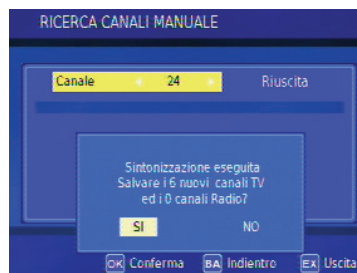 RICERCA CANALI MANUALE
Canale 24 Riuscita
Sintonizzazione eseguita
Salvare i 6 nuovi canali TV
ed i 0 canali Radio?
SI NO
OK Conferma BA Indientro EX Uscita